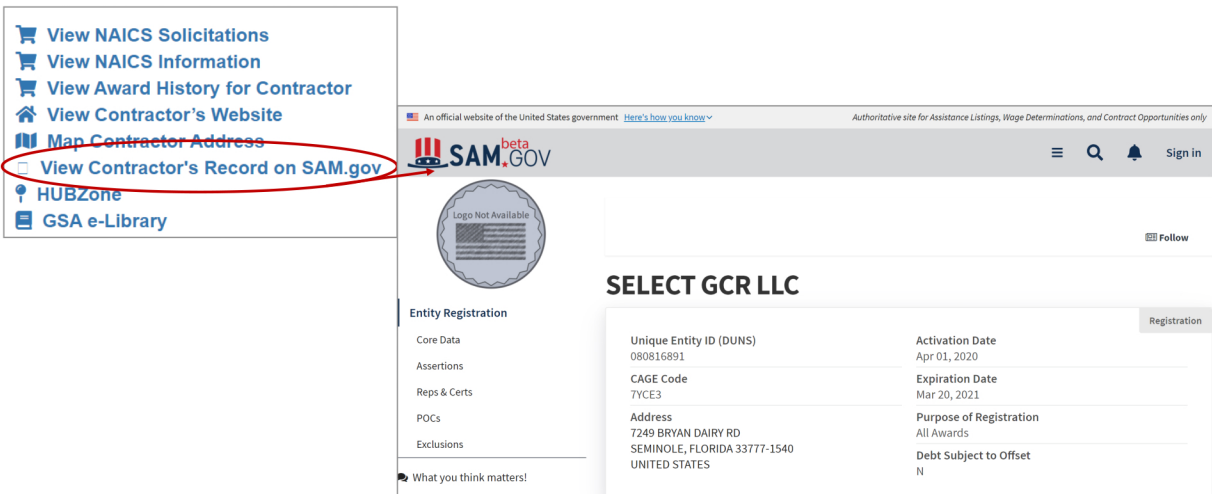 View NAICS Solicitations
View NAICS Information
View Award History for Contractor
View Contractor's Website
Map Contractor Address
View Contractor's Record on SAM.gov
HUBZone
GSA e-Library
An official website of the United States government Here's how you know
Authoritative site for Assistance Listings, Wage Determinations, and Contract Opportunities only
beta
SAM.GOV
Sign in
Logo Not Available
Follow
SELECT GCR LLC
Entity Registration
Core Data
Assertions
Reps & Certs
POCs
Exclusions
What you think matters!
Registration
Unique Entity ID (DUNS)
080816891
CAGE Code
7YCE3
Address
7249 BRYAN DAIRY RD
SEMINOLE, FLORIDA 33777-1540
UNITED STATES
Activation Date
Apr 01, 2020
Expiration Date
Mar 20, 2021
Purpose of Registration
All Awards
Debt Subject to Offset
N